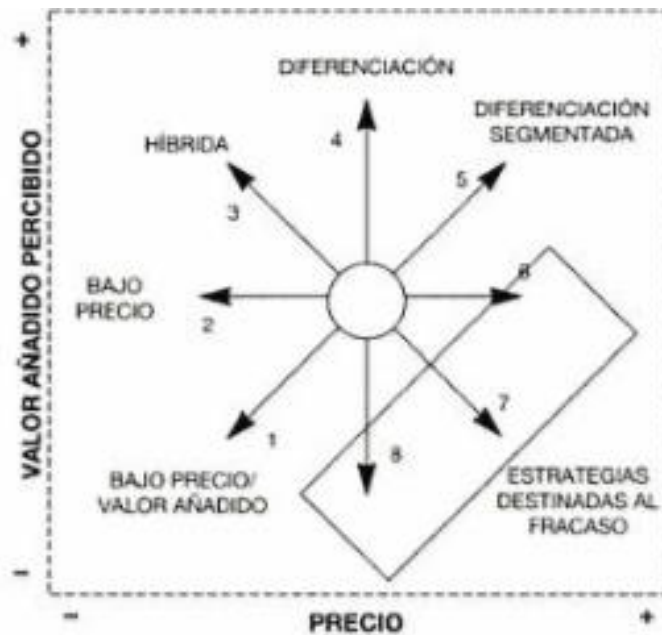 +
DIFERENCIACIÓN
DIFERENCIACIÓN
SEGMENTADA
HÍBRIDA
4
5
3
VALOR AÑADIDO PERCIBIDO
BAJO
PRECIO
6
2
7
1
8
BAJO PRECIO/
VALOR AÑADIDO
ESTRATEGIAS
DESTINADAS AL
FRACASO
–
–
PRECIO
+